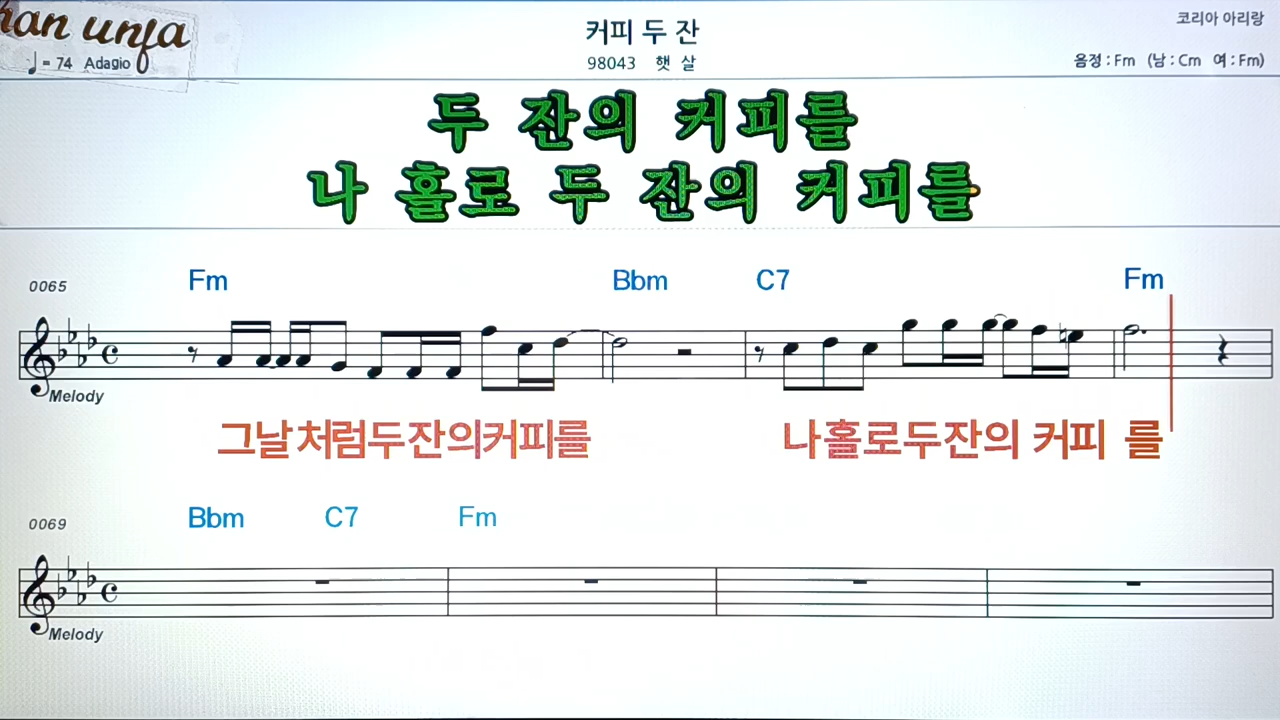 han unfa
커피 두 잔
코리아 아리랑
♩= 74 Adagio
98043 햇 살
음정 : Fm (남 : Cm 여 : Fm)
두 잔의 커피를
나 홀로 두 잔의 커피를
0065 Fm Bbm C7 Fm
Melody
그날처럼두잔의커피를 나홀로두잔의 커피 를
0069 Bbm C7 Fm
Melody